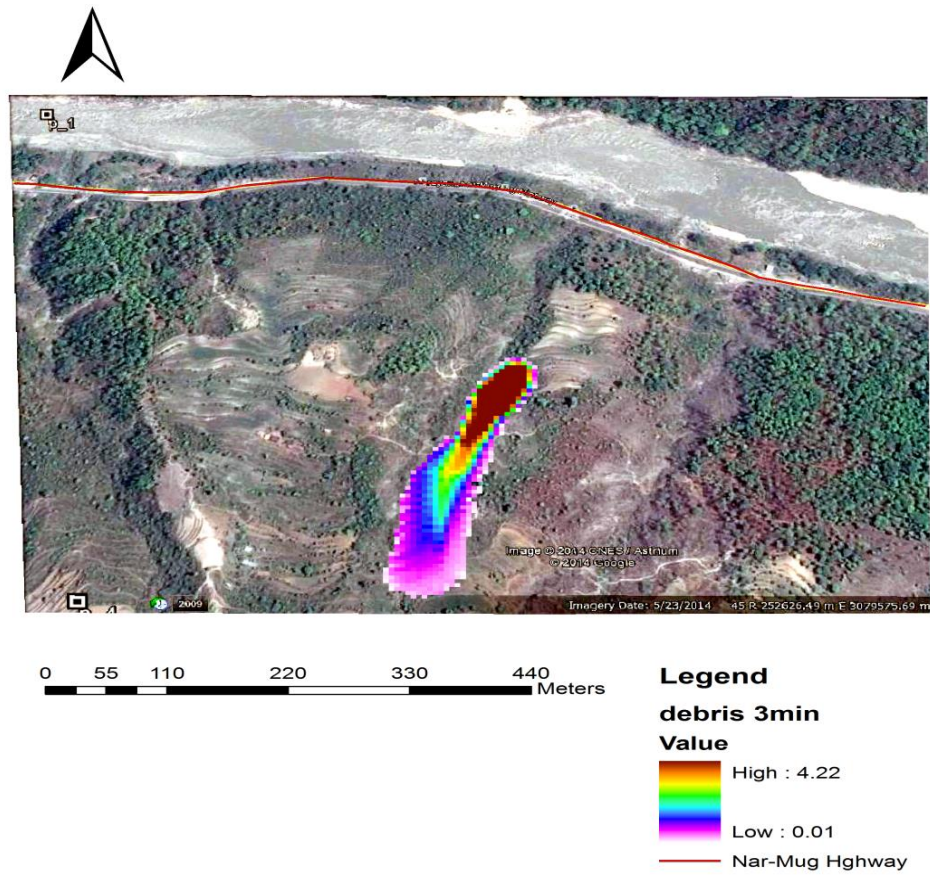 p_1
Image © 2014 CNES / Astrium
© 2014 Google
2009
Imagery Date: 5/23/2014 45 R 252626.49 m E 3079575.69 m
0 55 110 220 330 440
Meters
Legend
debris 3min
Value
High : 4.22
Low : 0.01
Nar-Mug Hghway